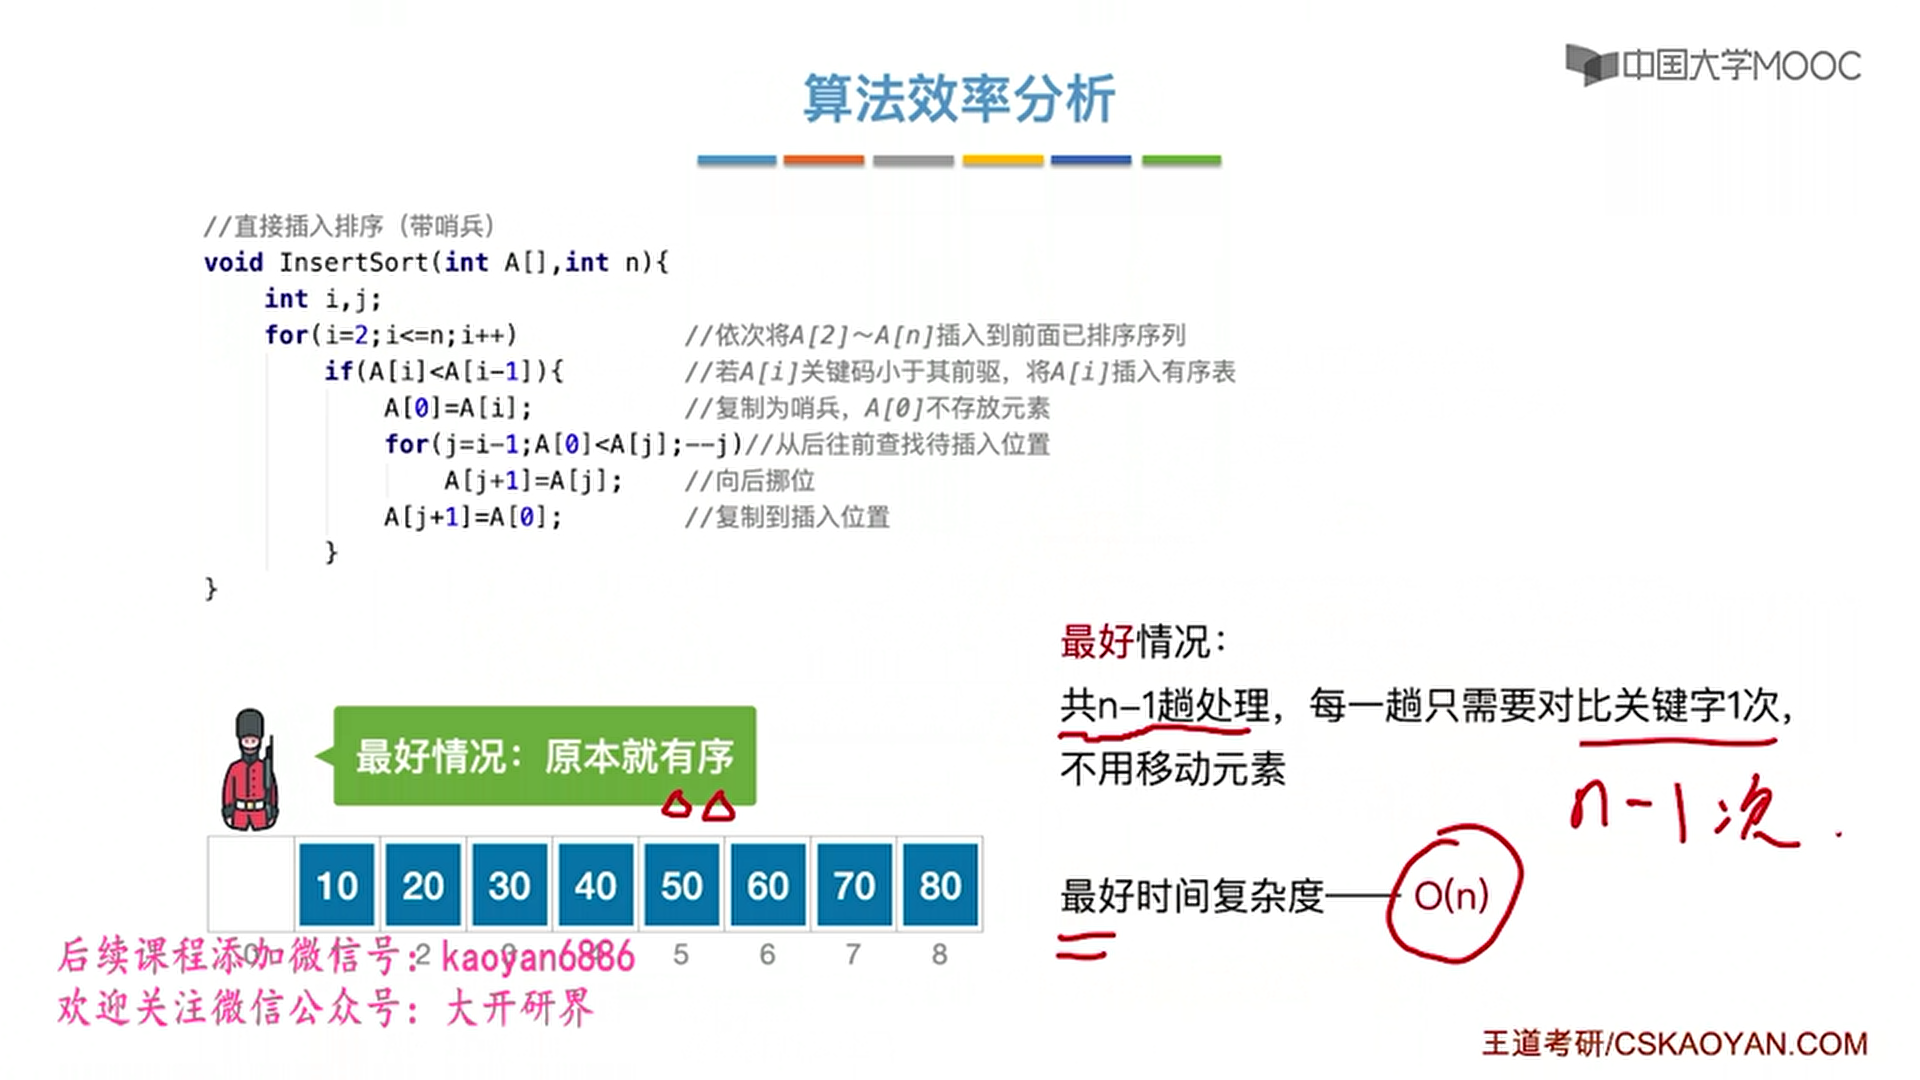 中国大学MOOC
算法效率分析
//直接插入排序（带哨兵）
void InsertSort(int A[],int n){
int i,j;
for(i=2;i<=n;i++) //依次将A[2]～A[n]插入到前面已排序序列
if(A[i]<A[i-1]){ //若A[i]关键码小于其前驱，将A[i]插入有序表
A[0]=A[i]; //复制为哨兵，A[0]不存放元素
for(j=i-1;A[0]<A[j];--j)//从后往前查找待插入位置
A[j+1]=A[j]; //向后挪位
A[j+1]=A[0]; //复制到插入位置
}
}
最好情况：
共n-1趟处理，每一趟只需要对比关键字1次，
不用移动元素
n-1次
最好时间复杂度 O(n)
最好情况：原本就有序
10 20 30 40 50 60 70 80
0 1 2 3 4 5 6 7 8
后续课程添加微信号：kaoyan6886
欢迎关注微信公众号：大开研界
王道考研/CSKAOYAN.COM